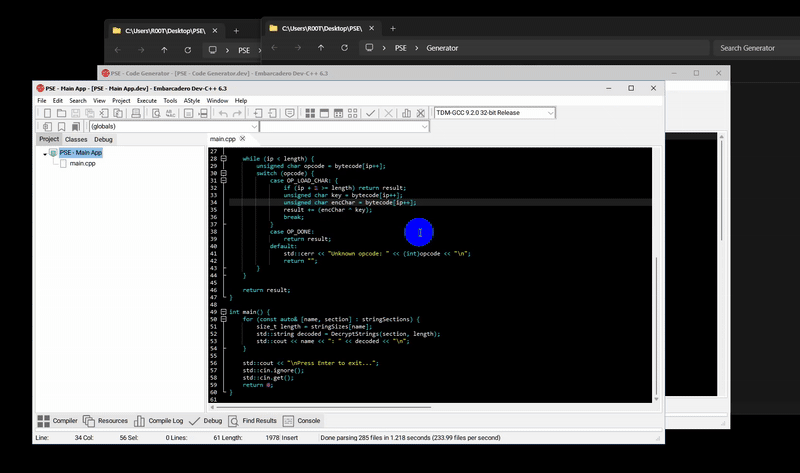 C:\Users\R00T\Desktop\PSE\
C:\Users\R00T\Desktop\PSE\
PSE
PSE
Generator
Search Generator
PSE - Code Generator - [PSE - Code Generator.dev] - Embarcadero Dev-C++ 6.3
PSE - Main App - [PSE - Main App.dev] - Embarcadero Dev-C++ 6.3
File Edit Search View Project Execute Tools AStyle Window Help
TDM-GCC 9.2.0 32-bit Release
(globals)
Project Classes Debug
main.cpp
PSE - Main App
main.cpp
27
28 while (ip < length) {
29 unsigned char opcode = bytecode[ip++];
30 switch (opcode) {
31 case OP_LOAD_CHAR: {
32 if (ip + 1 >= length) return result;
33 unsigned char key = bytecode[ip++];
34 unsigned char encChar = bytecode[ip++];
35 result += (encChar ^ key);
36 break;
37 }
38 case OP_DONE:
39 return result;
40 default:
41 std::cerr << "Unknown opcode: " << (int)opcode << "\n";
42 return "";
43 }
44 }
45
46 return result;
47 }
48
49 int main() {
50 for (const auto& [name, section] : stringSections) {
51 size_t length = stringSizes[name];
52 std::string decoded = DecryptStrings(section, length);
53 std::cout << name << ": " << decoded << "\n";
54 }
55
56 std::cout << "\nPress Enter to exit...";
57 std::cin.ignore();
58 std::cin.get();
59 return 0;
60 }
61
Compiler Resources Compile Log Debug Find Results Console
Line: 34 Col: 56 Sel: 0 Lines: 61 Length: 1978 Insert Done parsing 285 files in 1.218 seconds (233.99 files per second)